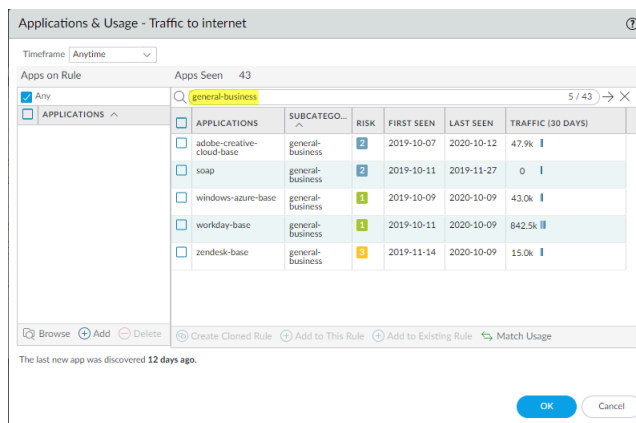 Applications & Usage - Traffic to internet
Timeframe Anytime
Apps on Rule
Apps Seen 43
Any
general-business 5 / 43
APPLICATIONS
APPLICATIONS SUBCATEGO... RISK FIRST SEEN LAST SEEN TRAFFIC (30 DAYS)
adobe-creative-cloud-base general-business 2 2019-10-07 2020-10-12 47.9k
soap general-business 2 2019-10-11 2019-11-27 0
windows-azure-base general-business 1 2019-10-09 2020-10-09 43.0k
workday-base general-business 1 2019-10-11 2020-10-09 842.5k
zendesk-base general-business 3 2019-11-14 2020-10-09 15.0k
Browse Add Delete
Create Cloned Rule Add to This Rule Add to Existing Rule Match Usage
The last new app was discovered 12 days ago.
OK Cancel